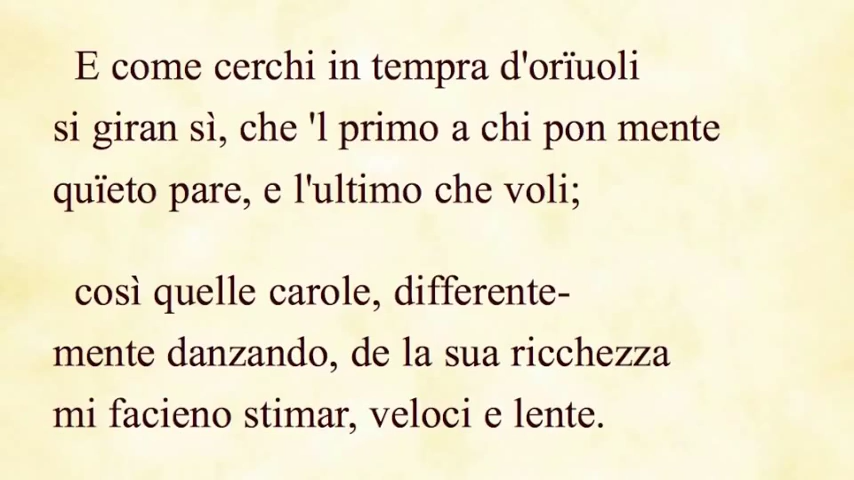 E come cerchi in tempra d'orïuoli
si giran sì, che 'l primo a chi pon mente
quïeto pare, e l'ultimo che voli;
così quelle carole, differente-
mente danzando, de la sua ricchezza
mi facieno stimar, veloci e lente.